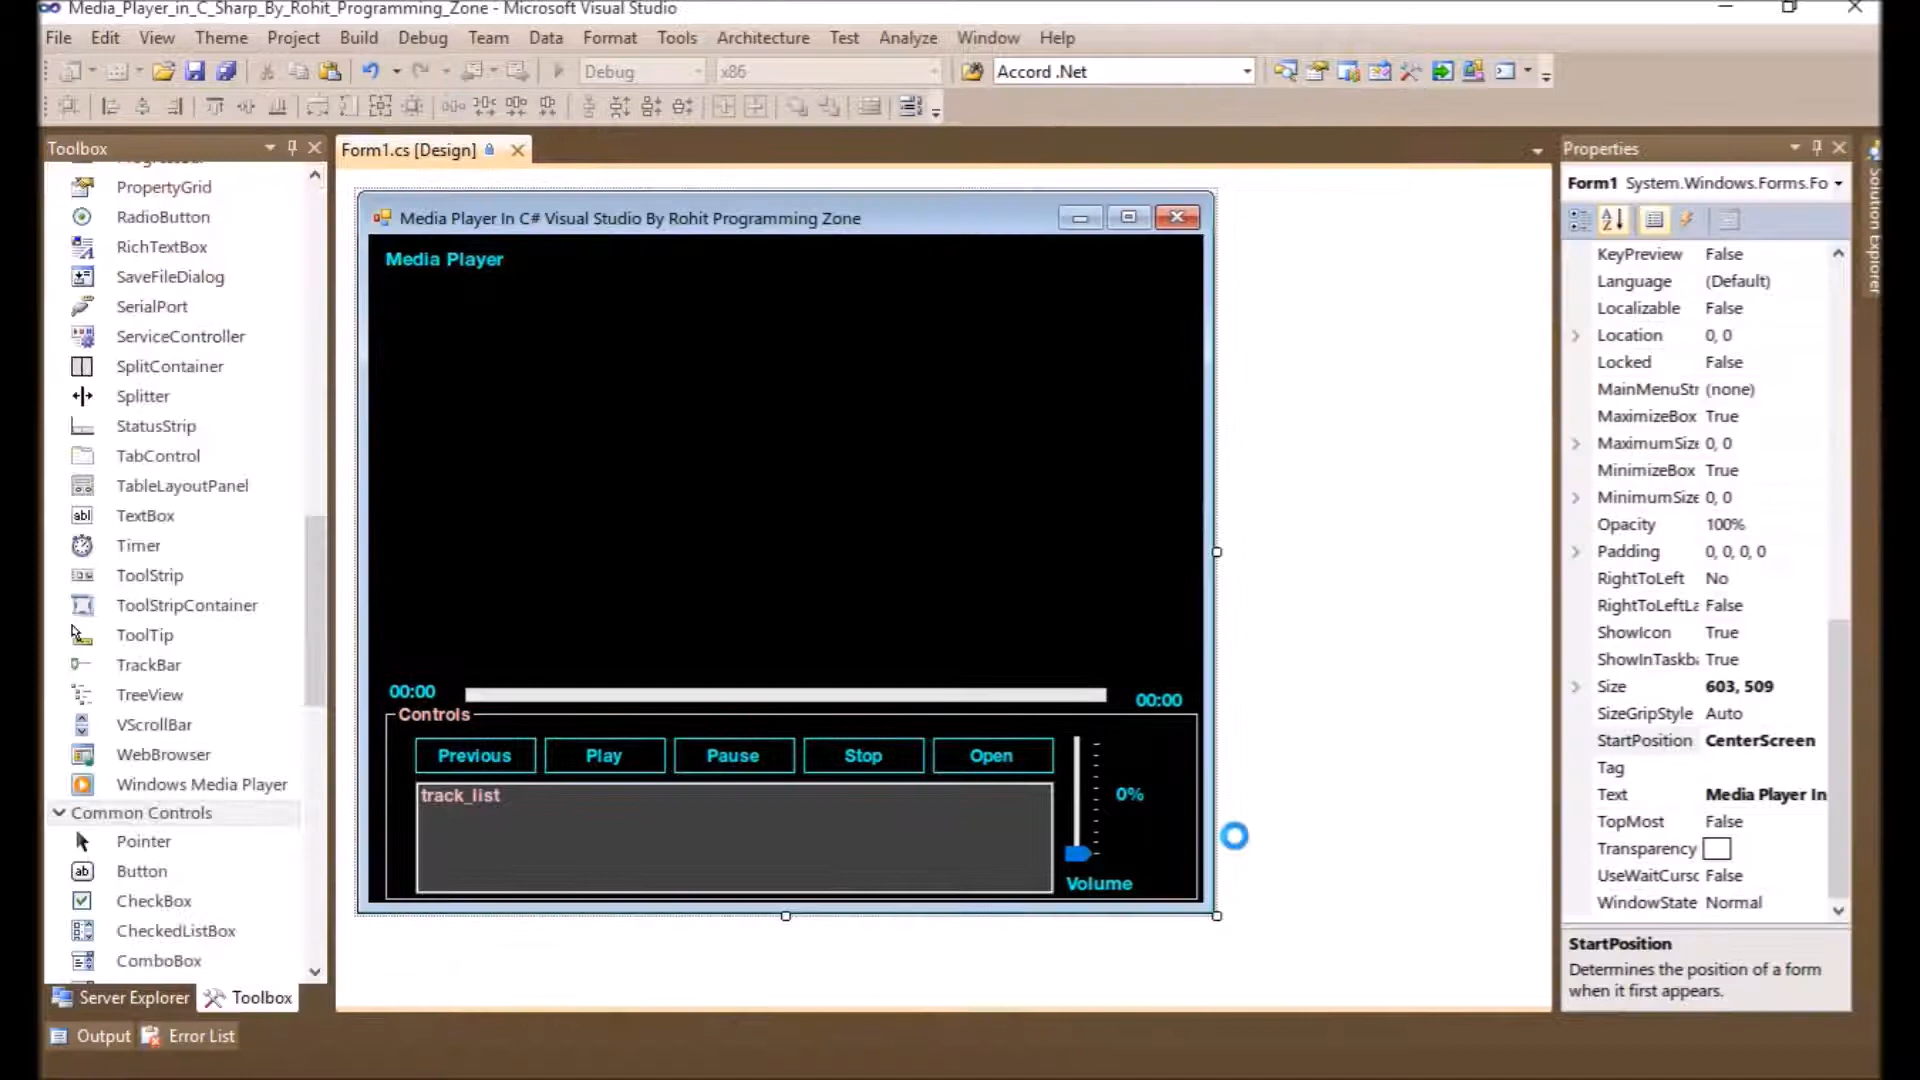 Media_Player_in_C_Sharp_By_Rohit_Programming_Zone - Microsoft Visual Studio
File Edit View Theme Project Build Debug Team Data Format Tools Architecture Test Analyze Window Help
Debug x86 Accord .Net
Toolbox
PropertyGrid
RadioButton
RichTextBox
SaveFileDialog
SerialPort
ServiceController
SplitContainer
Splitter
StatusStrip
TabControl
TableLayoutPanel
TextBox
Timer
ToolStrip
ToolStripContainer
ToolTip
TrackBar
TreeView
VScrollBar
WebBrowser
Windows Media Player
Common Controls
Pointer
Button
CheckBox
CheckedListBox
ComboBox
Server Explorer Toolbox
Output Error List
Form1.cs [Design]
Media Player In C# Visual Studio By Rohit Programming Zone
Media Player
00:00 00:00
Controls
Previous Play Pause Stop Open
track_list
0%
Volume
Properties
Form1 System.Windows.Forms.Fo
KeyPreview False
Language (Default)
Localizable False
Location 0, 0
Locked False
MainMenuStr (none)
MaximizeBox True
MaximumSize 0, 0
MinimizeBox True
MinimumSize 0, 0
Opacity 100%
Padding 0, 0, 0, 0
RightToLeft No
RightToLeftLa False
ShowIcon True
ShowInTaskba True
Size 603, 509
SizeGripStyle Auto
StartPosition CenterScreen
Tag
Text Media Player In
TopMost False
Transparency
UseWaitCurso False
WindowState Normal
StartPosition
Determines the position of a form
when it first appears.
Solution Explorer